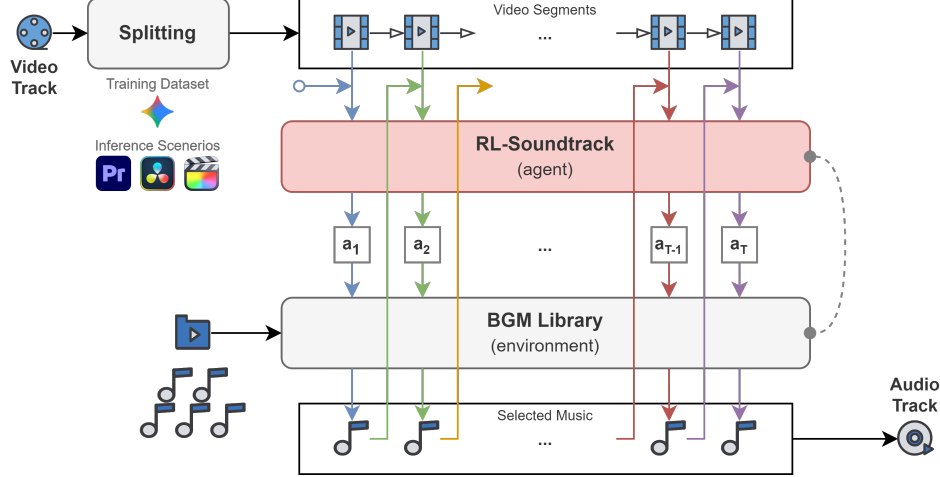 Video Segments
Splitting
...
Video
Track
Training Dataset
Inference Scenerios
Pr
RL-Soundtrack
(agent)
a1
a2
...
aT-1
aT
BGM Library
(environment)
Selected Music
...
Audio
Track